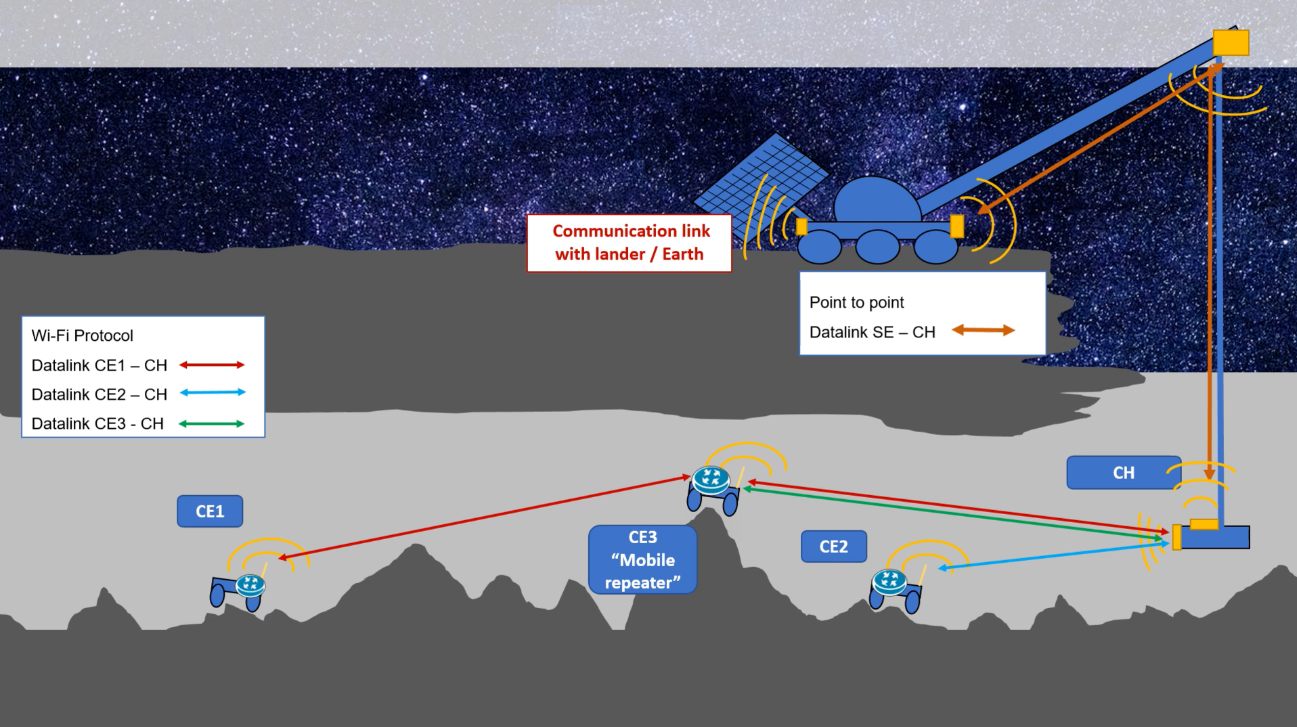 Communication link
with lander / Earth
Point to point
Datalink SE – CH
Wi-Fi Protocol
Datalink CE1 – CH
Datalink CE2 – CH
Datalink CE3 - CH
CH
CE1
CE3
“Mobile
repeater”
CE2